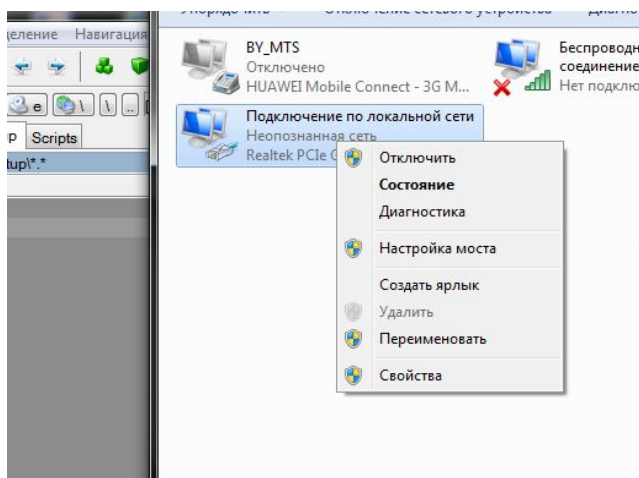 деление Навигация
e \ \ ..
p Scripts
tup\*.*
BY_MTS
Отключено
HUAWEI Mobile Connect - 3G M...
Беспроводн
соединение
Нет подклю
Подключение по локальной сети
Неопознанная сеть
Realtek PCIe G
Отключить
Состояние
Диагностика
Настройка моста
Создать ярлык
Удалить
Переименовать
Свойства